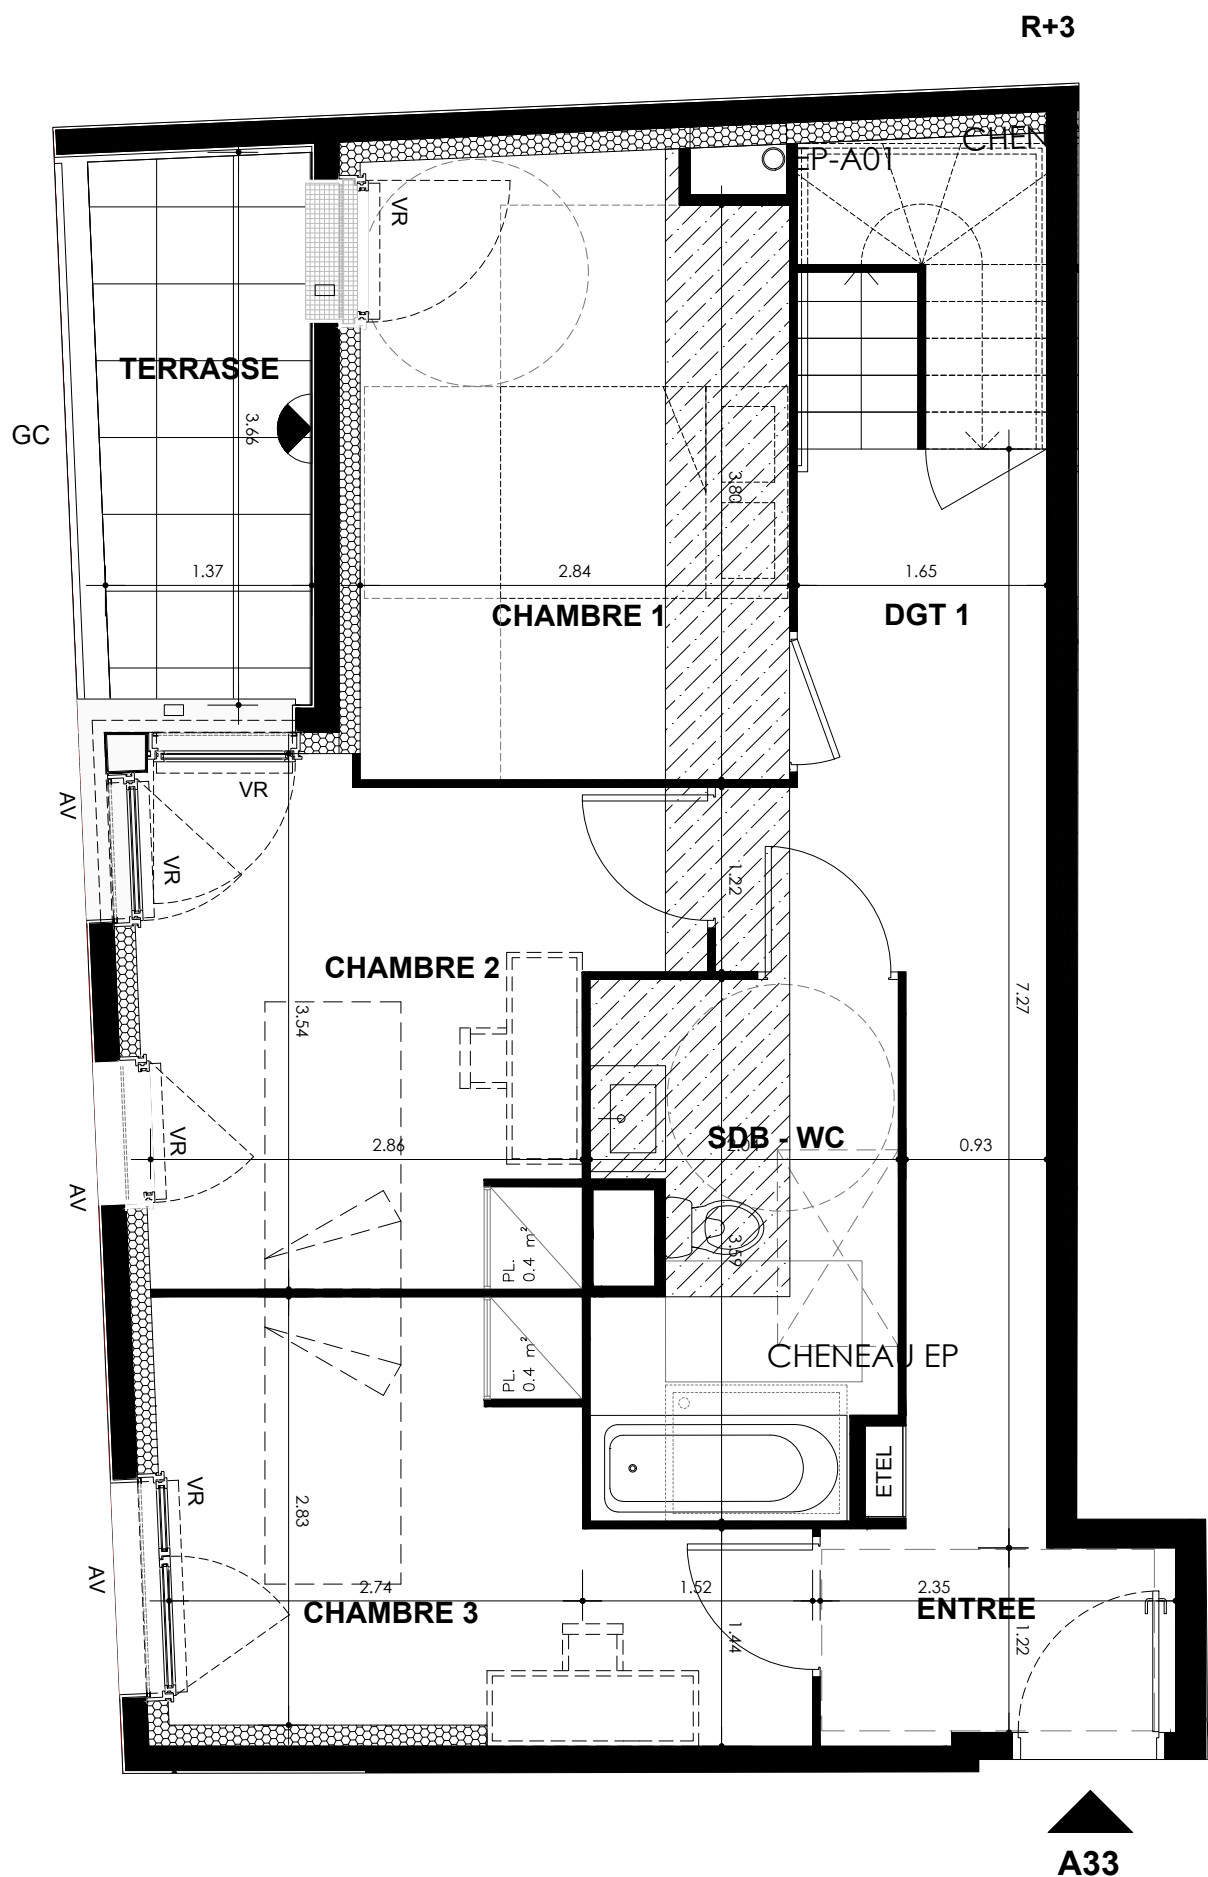 R+3
CHEN
EP-A01
VR
TERRASSE
3.66
GC
3.80
1.37
2.84
1.65
CHAMBRE 1
DGT 1
VR
AV
VR
1.22
CHAMBRE 2
3.54
7.27
VR
2.86
SDB - WC
0.93
AV
PL.
0.4 m²
3.59
PL.
0.4 m²
CHENEAU EP
ETEL
VR
2.83
AV
2.74
1.52
2.35
CHAMBRE 3
ENTREE
1.44
1.22
A33